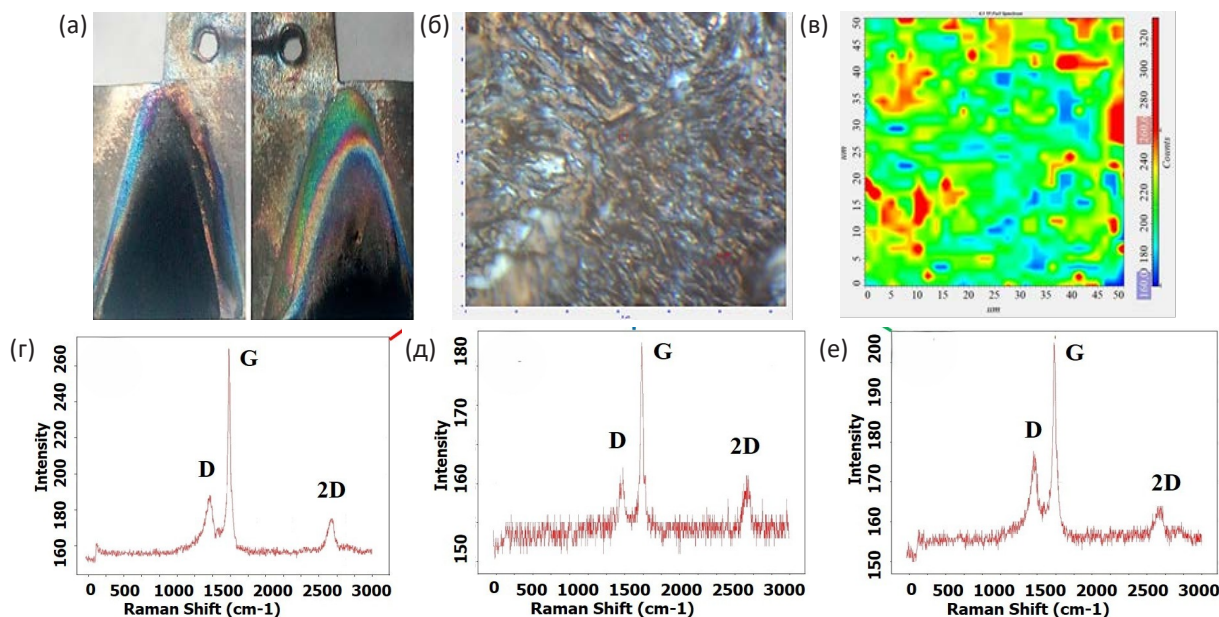 (а)
(б)
(в)
0 5 10 15 20 25 30 35 40 45 50
um
0 5 10 15 20 25 30 35 40 45 50
um
160.0 180 200 220 240 260.0 280 300 320
Counts
(г)
G
D
2D
Intensity
160 180 200 220 240 260
0 500 1000 1500 2000 2500 3000
Raman Shift (cm-1)
(д)
G
D
2D
Intensity
150 160 170 180
0 500 1000 1500 2000 2500 3000
Raman Shift (cm-1)
(е)
G
D
2D
Intensity
150 160 170 180 190 200
0 500 1000 1500 2000 2500 3000
Raman Shift (cm-1)